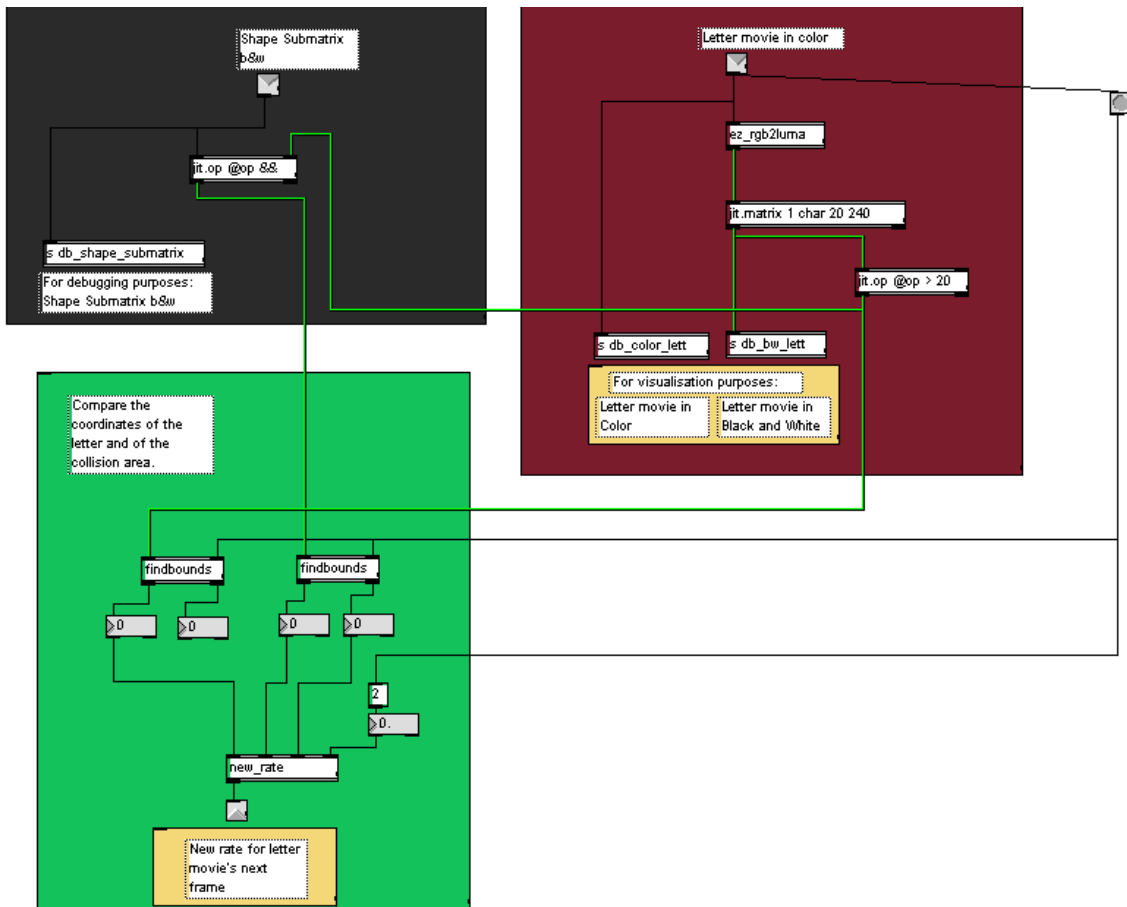 Shape Submatrix
b&w
jit.op @op &&
s db_shape_submatrix
For debugging purposes:
Shape Submatrix b&w
Letter movie in color
ez_rgb2luma
jit.matrix 1 char 20 240
jit.op @op > 20
s db_color_lett
s db_bw_lett
For visualisation purposes:
Letter movie in
Color
Letter movie in
Black and White
Compare the
coordinates of the
letter and of the
collision area.
findbounds
findbounds
0
0
0
0
2
0.
new_rate
New rate for letter
movie's next
frame